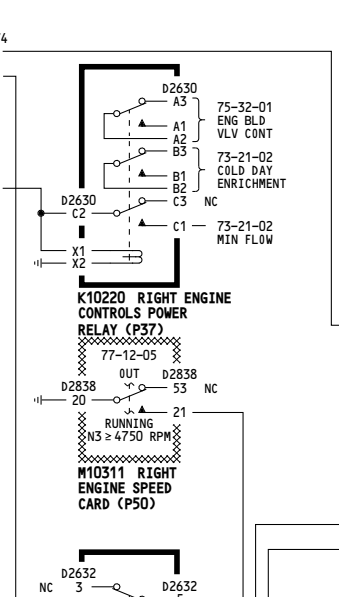 4
D2630
A3
75-32-01
ENG BLD
VLV CONT
A1
A2
B3
73-21-02
COLD DAY
ENRICHMENT
B1
B2
D2630
C2
C3 NC
C1
73-21-02
MIN FLOW
X1
X2
K10220 RIGHT ENGINE
CONTROLS POWER
RELAY (P37)
77-12-05
OUT
D2838
D2838
20
53 NC
21
RUNNING
N3 ≥ 4750 RPM
M10311 RIGHT
ENGINE SPEED
CARD (P50)
D2632
NC 3
D2632